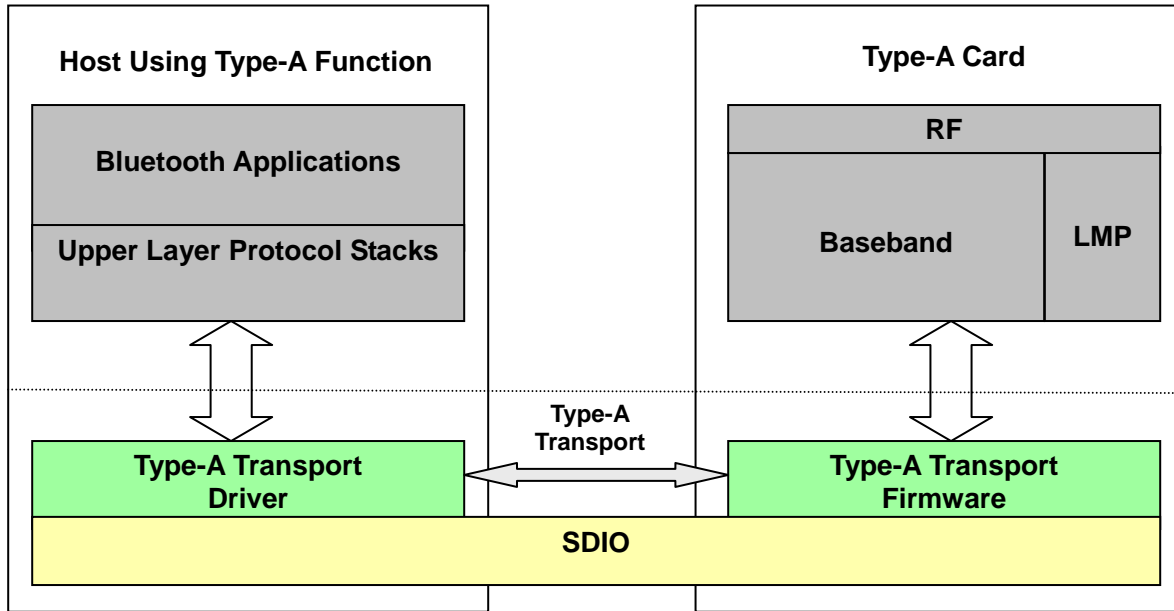 Host Using Type-A Function
Bluetooth Applications
Upper Layer Protocol Stacks
Type-A Card
RF
Baseband
LMP
Type-A
Transport
Type-A Transport
Driver
Type-A Transport
Firmware
SDIO